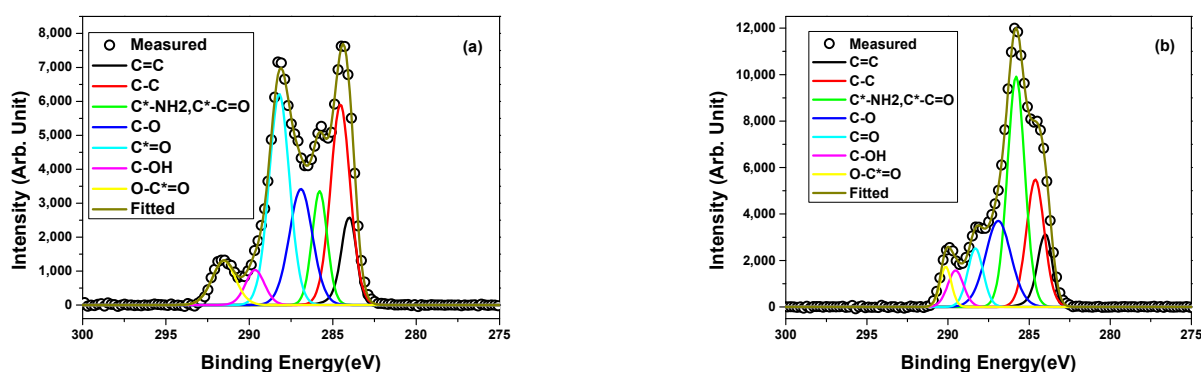 8,000
7,000
6,000
5,000
4,000
3,000
2,000
1,000
0
Intensity (Arb. Unit)
Measured
C=C
C-C
C*-NH2,C*-C=O
C-O
C*=O
C-OH
O-C*=O
Fitted
(a)
300 295 290 285 280 275
Binding Energy(eV)
12,000
10,000
8,000
6,000
4,000
2,000
0
Intensity (Arb. Unit)
Measured
C=C
C-C
C*-NH2,C*-C=O
C-O
C=O
C-OH
O-C*=O
Fitted
(b)
300 295 290 285 280 275
Binding Energy(eV)